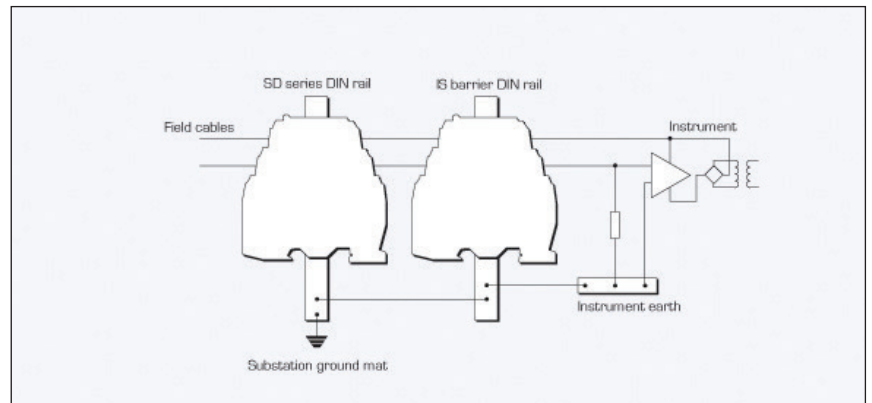 SD series DIN rail
IS barrier DIN rail
Field cables
Instrument
Instrument earth
Substation ground mat